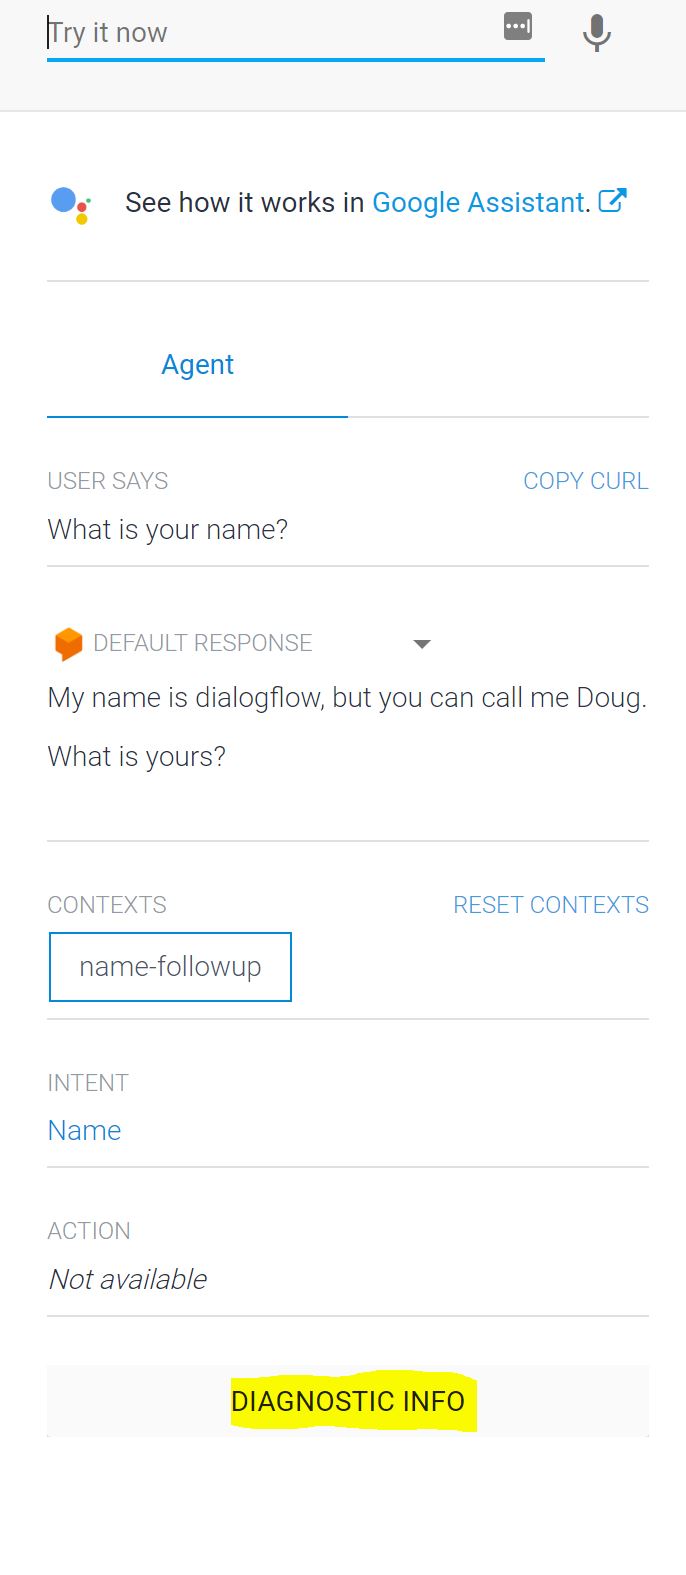 Try it now
See how it works in Google Assistant.
Agent
USER SAYS COPY CURL
What is your name?
DEFAULT RESPONSE
My name is dialogflow, but you can call me Doug.
What is yours?
CONTEXTS RESET CONTEXTS
name-followup
INTENT
Name
ACTION
Not available
DIAGNOSTIC INFO